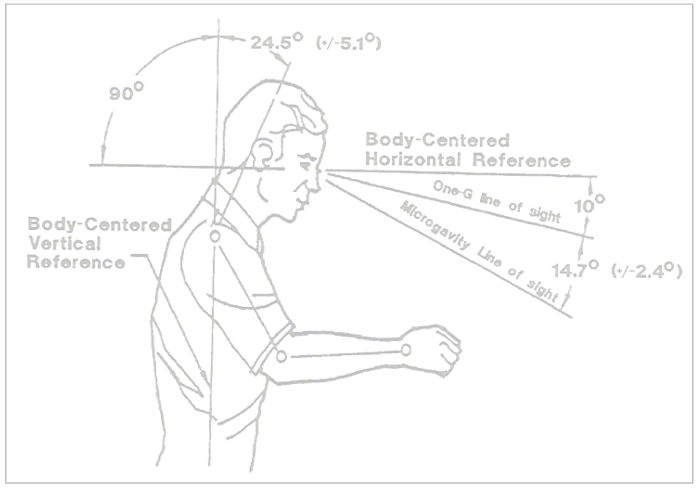 24.5° (+/-5.1°)
90°
Body-Centered
Horizontal Reference
One-G line of sight
10°
Microgavity Line of sight
Body-Centered
Vertical
Reference
14.7° (+/-2.4°)